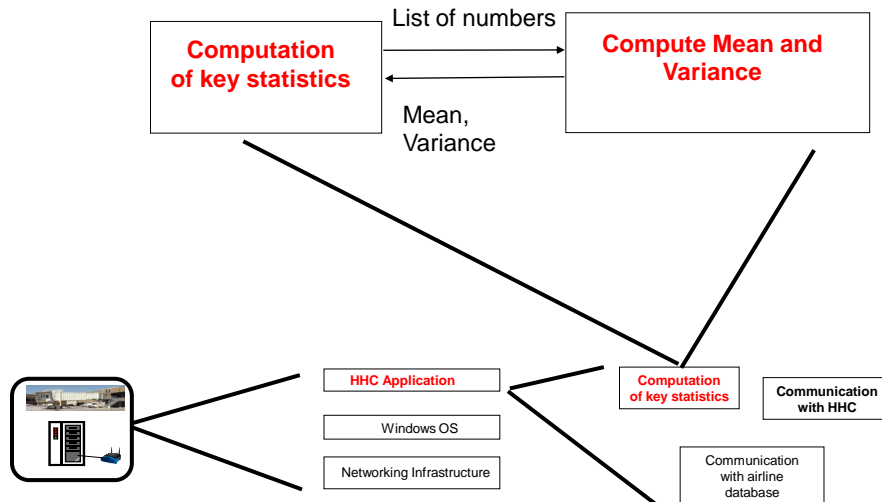 List of numbers
Computation
of key statistics
Compute Mean and
Variance
Mean,
Variance
HHC Application
Windows OS
Networking Infrastructure
Computation
of key statistics
Communication
with HHC
Communication
with airline
database